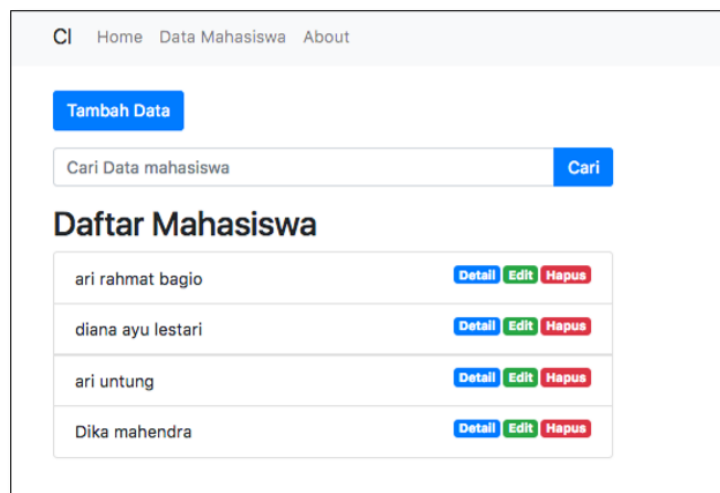 CI Home Data Mahasiswa About
Tambah Data
Cari Data mahasiswa Cari
Daftar Mahasiswa
ari rahmat bagio Detail Edit Hapus
diana ayu lestari Detail Edit Hapus
ari untung Detail Edit Hapus
Dika mahendra Detail Edit Hapus